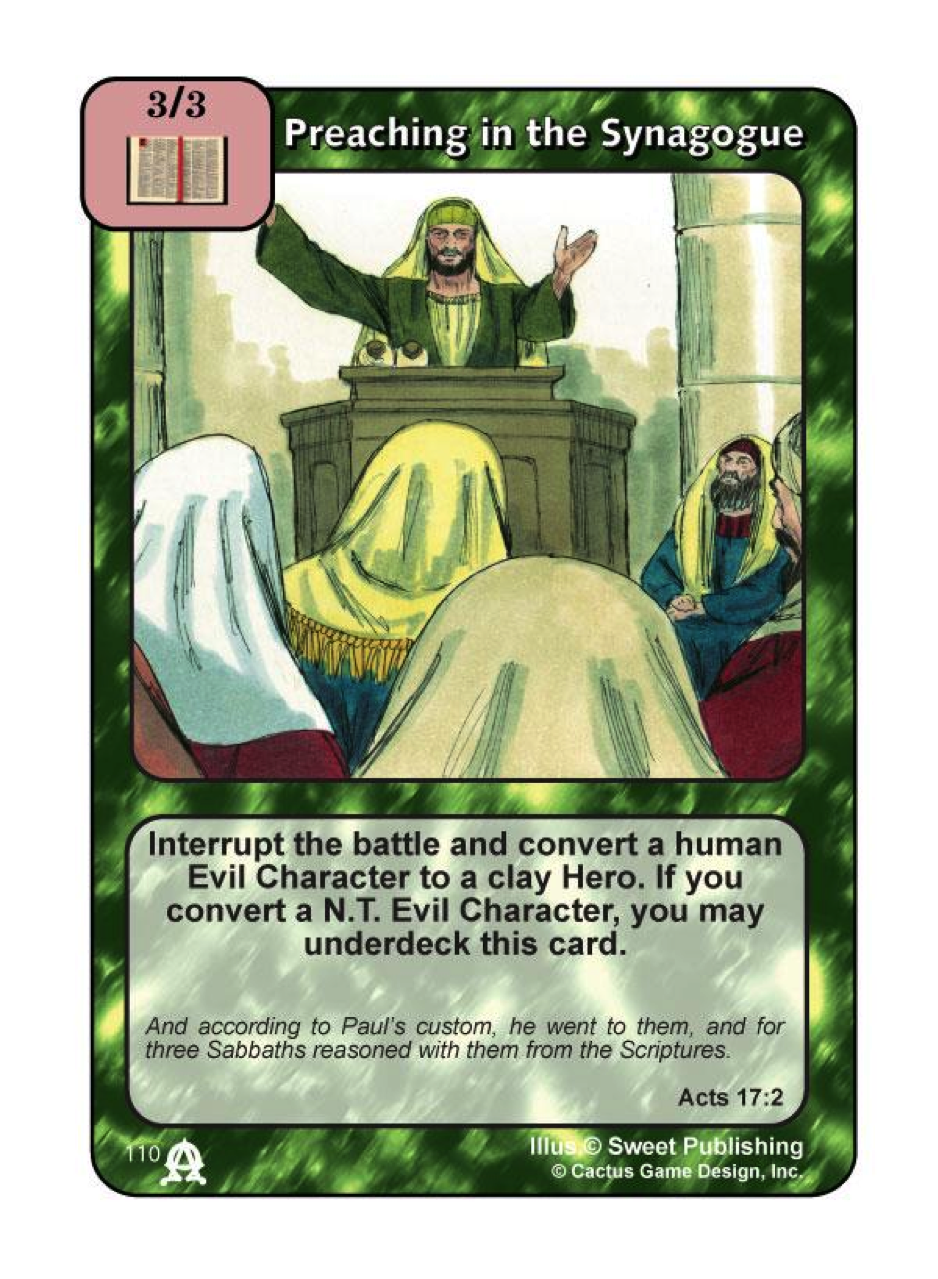 3/3
Preaching in the Synagogue
Interrupt the battle and convert a human
Evil Character to a clay Hero. If you
convert a N.T. Evil Character, you may
underdeck this card.
And according to Paul's custom, he went to them, and for
three Sabbaths reasoned with them from the Scriptures.
Acts 17:2
110
Illus.© Sweet Publishing
© Cactus Game Design, Inc.